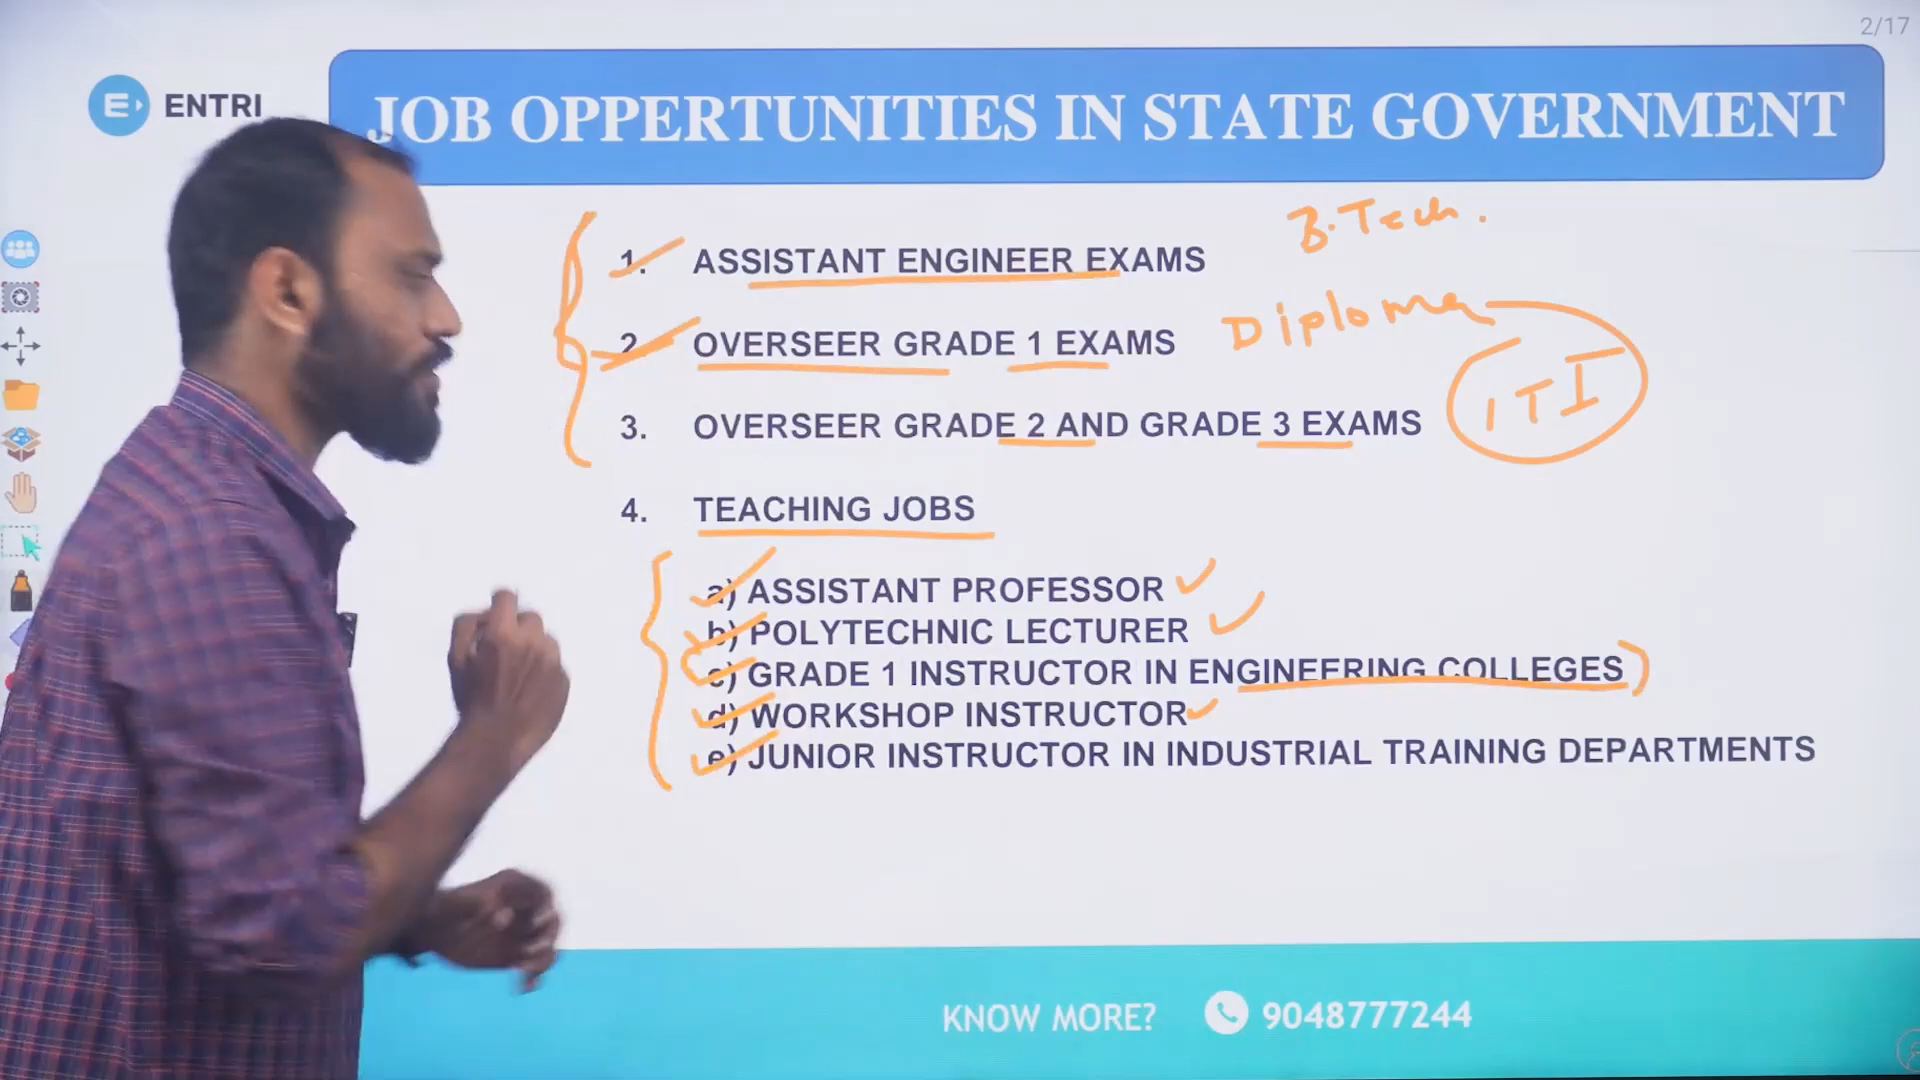 2/17
ENTRI
JOB OPPERTUNITIES IN STATE GOVERNMENT
B.Tech.
1. ASSISTANT ENGINEER EXAMS
Diploma
2. OVERSEER GRADE 1 EXAMS
ITI
3. OVERSEER GRADE 2 AND GRADE 3 EXAMS
4. TEACHING JOBS
a) ASSISTANT PROFESSOR
b) POLYTECHNIC LECTURER
c) GRADE 1 INSTRUCTOR IN ENGINEERING COLLEGES
d) WORKSHOP INSTRUCTOR
e) JUNIOR INSTRUCTOR IN INDUSTRIAL TRAINING DEPARTMENTS
KNOW MORE? 9048777244